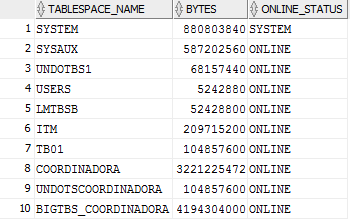 TABLESPACE_NAME BYTES ONLINE_STATUS
1 SYSTEM 880803840 SYSTEM
2 SYSAUX 587202560 ONLINE
3 UNDOTBS1 68157440 ONLINE
4 USERS 5242880 ONLINE
5 LMTBSB 52428800 ONLINE
6 ITM 209715200 ONLINE
7 TB01 104857600 ONLINE
8 COORDINADORA 3221225472 ONLINE
9 UNDOTSCOORDINADORA 104857600 ONLINE
10 BIGTBS_COORDINADORA 4194304000 ONLINE